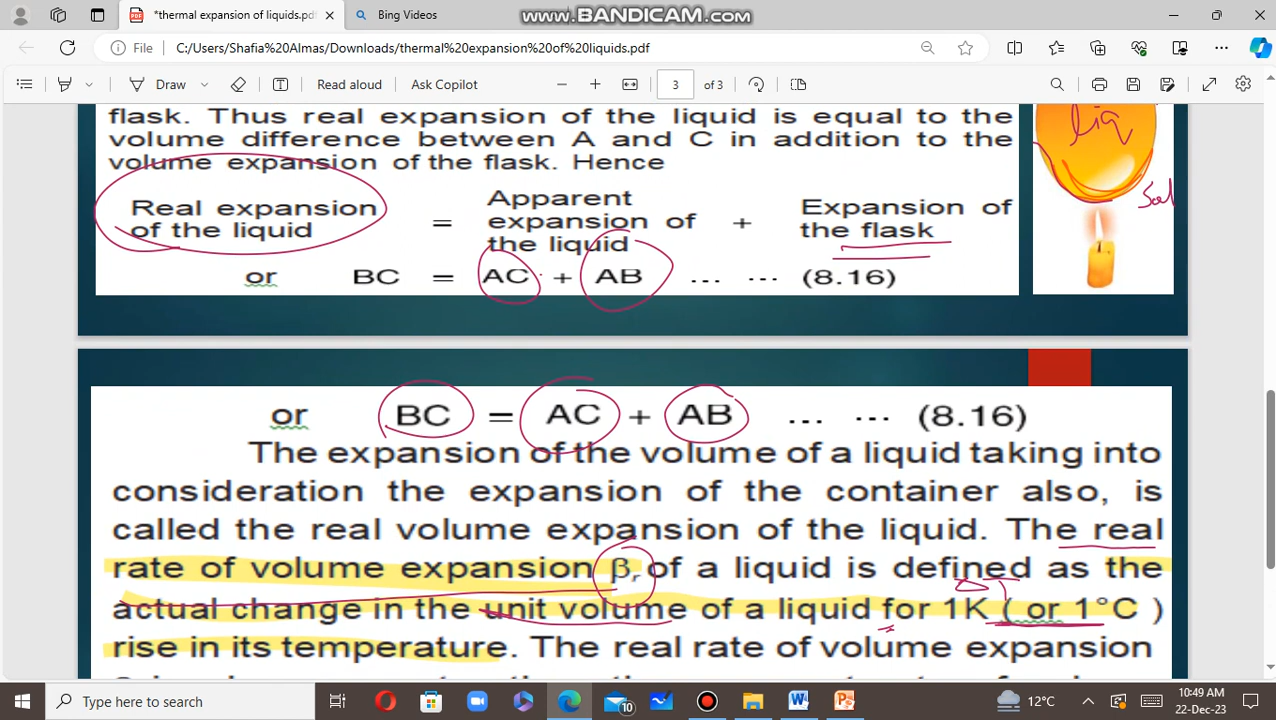 *thermal expansion of liquids.pdf
Bing Videos
www.BANDICAM.com
File
C:/Users/Shafia%20Almas/Downloads/thermal%20expansion%20of%20liquids.pdf
Draw
Read aloud
Ask Copilot
3
of 3
flask. Thus real expansion of the liquid is equal to the
volume difference between A and C in addition to the
volume expansion of the flask. Hence
liq
Real expansion of the liquid = Apparent expansion of the liquid + Expansion of the flask
or BC = AC + AB ... ... (8.16)
or BC = AC + AB ... ... (8.16)
The expansion of the volume of a liquid taking into
consideration the expansion of the container also, is
called the real volume expansion of the liquid. The real
rate of volume expansion βr of a liquid is defined as the
ΔT
actual change in the unit volume of a liquid for 1K ( or 1°C )
rise in its temperature. The real rate of volume expansion
Type here to search
10
12°C
10:49 AM
22-Dec-23